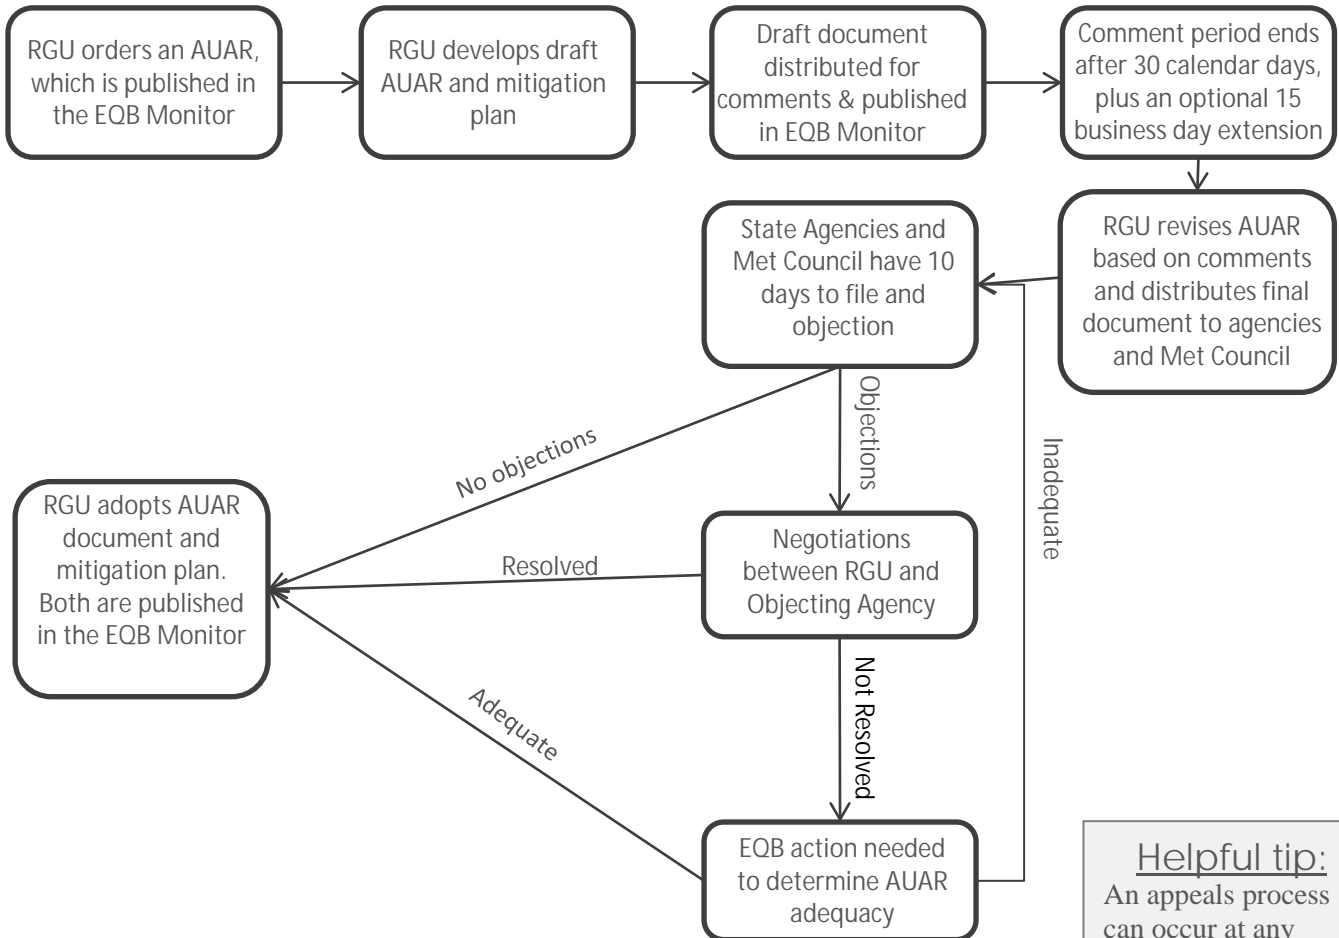 RGU orders an AUAR,
which is published in
the EQB Monitor
RGU develops draft
AUAR and mitigation
plan
Draft document
distributed for
comments & published
in EQB Monitor
Comment period ends
after 30 calendar days,
plus an optional 15
business day extension
RGU revises AUAR
based on comments
and distributes final
document to agencies
and Met Council
State Agencies and
Met Council have 10
days to file and
objection
Objections
No objections
Inadequate
RGU adopts AUAR
document and
mitigation plan.
Both are published
in the EQB Monitor
Resolved
Negotiations
between RGU and
Objecting Agency
Not Resolved
Adequate
EQB action needed
to determine AUAR
adequacy
Helpful tip:
An appeals process
can occur at any